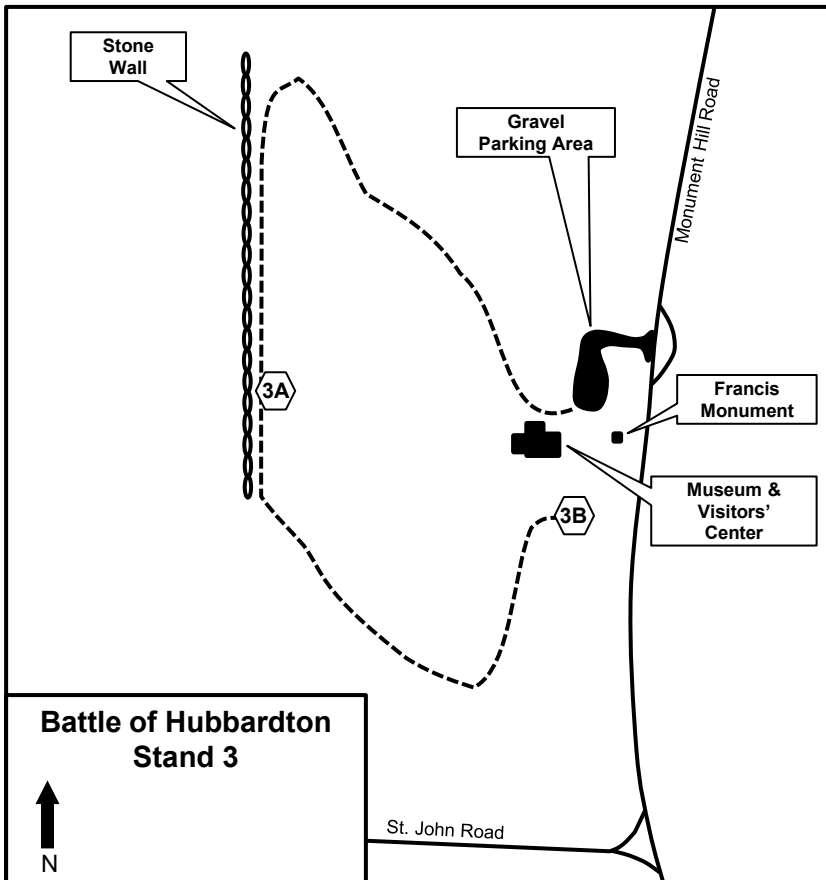 Stone
Wall
Gravel
Parking Area
Monument Hill Road
3A
Francis
Monument
Museum &
Visitors’
Center
3B
Battle of Hubbardton
Stand 3
N
St. John Road